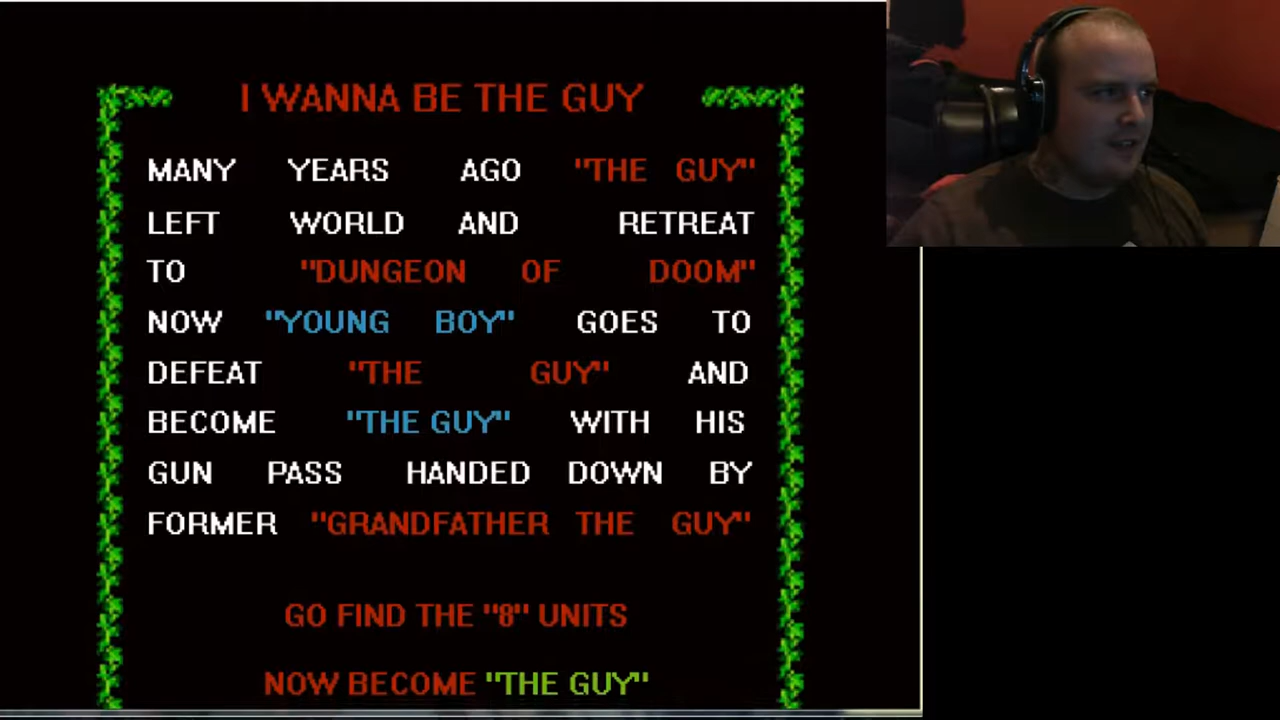 I WANNA BE THE GUY
MANY YEARS AGO "THE GUY"
LEFT WORLD AND RETREAT
TO "DUNGEON OF DOOM"
NOW "YOUNG BOY" GOES TO
DEFEAT "THE GUY" AND
BECOME "THE GUY" WITH HIS
GUN PASS HANDED DOWN BY
FORMER "GRANDFATHER THE GUY"
GO FIND THE "8" UNITS
NOW BECOME "THE GUY"